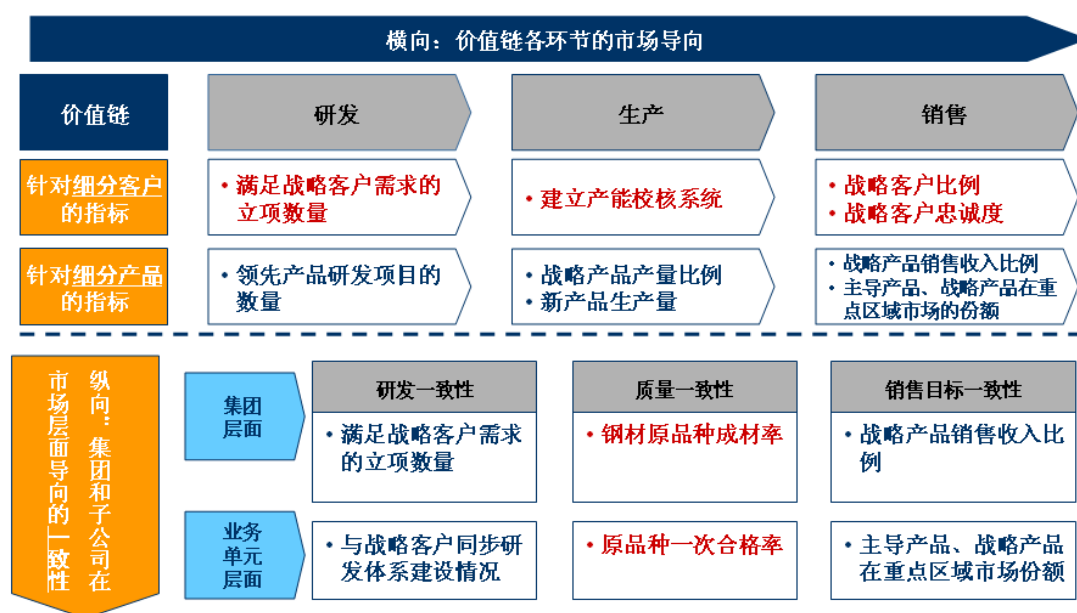 横向：价值链各环节的市场导向
价值链
研发
生产
销售
针对细分客户
的指标
• 满足战略客户需求的
立项数量
• 建立产能校核系统
• 战略客户比例
• 战略客户忠诚度
针对细分产品
的指标
• 领先产品研发项目的
数量
• 战略产品产量比例
• 新产品生产量
• 战略产品销售收入比例
• 主导产品、战略产品在重
点区域市场的份额
纵向：集团和子公司在
市场层面导向的一致性
集团
层面
研发一致性
• 满足战略客户需求
的立项数量
质量一致性
• 钢材原品种成材率
销售目标一致性
• 战略产品销售收入比
例
业务
单元
层面
• 与战略客户同步研
发体系建设情况
• 原品种一次合格率
• 主导产品、战略产品
在重点区域市场份额